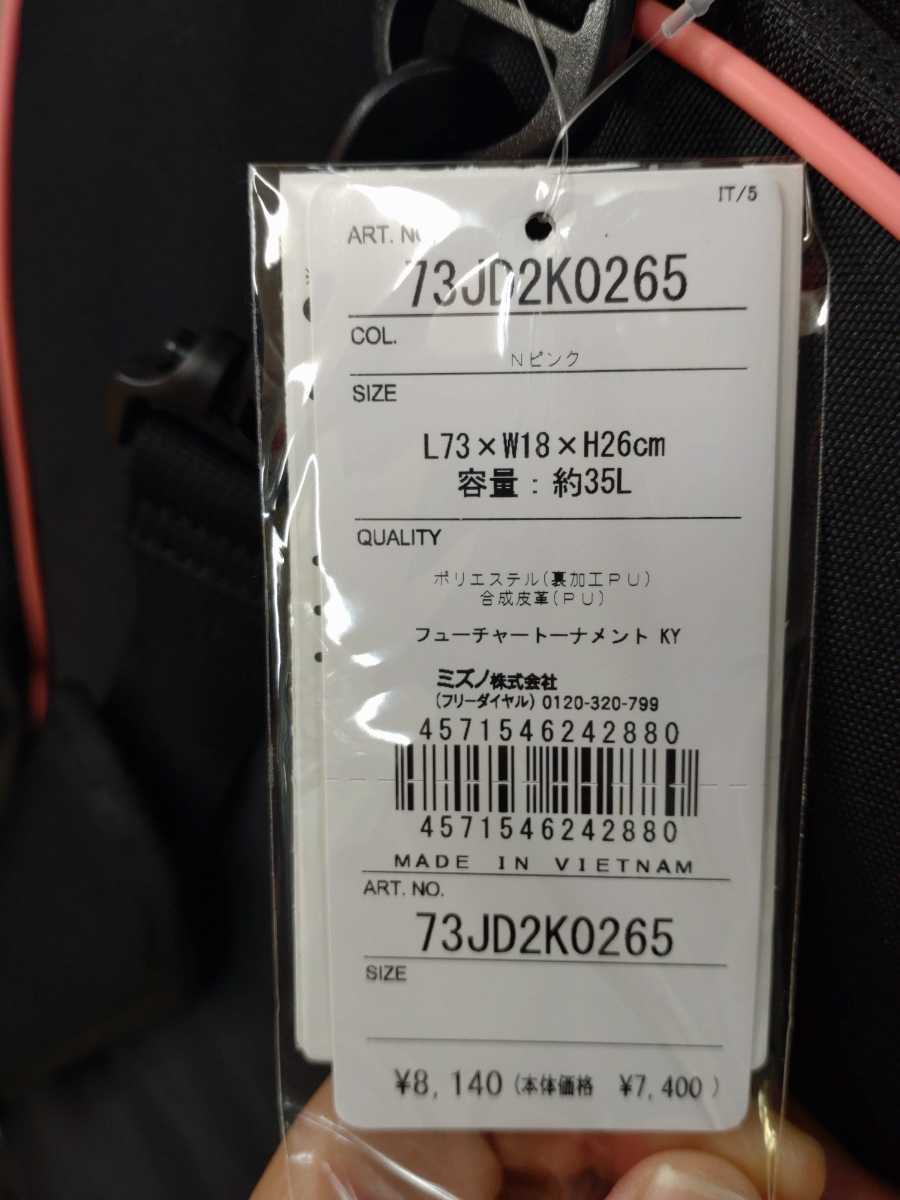 IT/5
ART. NO.
73JD2K0265
COL.
Nピンク
SIZE
L73×W18×H26cm
容量：約35L
QUALITY
ポリエステル(裏加工PU)
合成皮革(PU)
フューチャートーナメント KY
ミズノ株式会社
(フリーダイヤル) 0120-320-799
4571546242880
4571546242880
MADE IN VIETNAM
ART. NO.
73JD2K0265
SIZE
¥8,140 (本体価格 ¥7,400 )